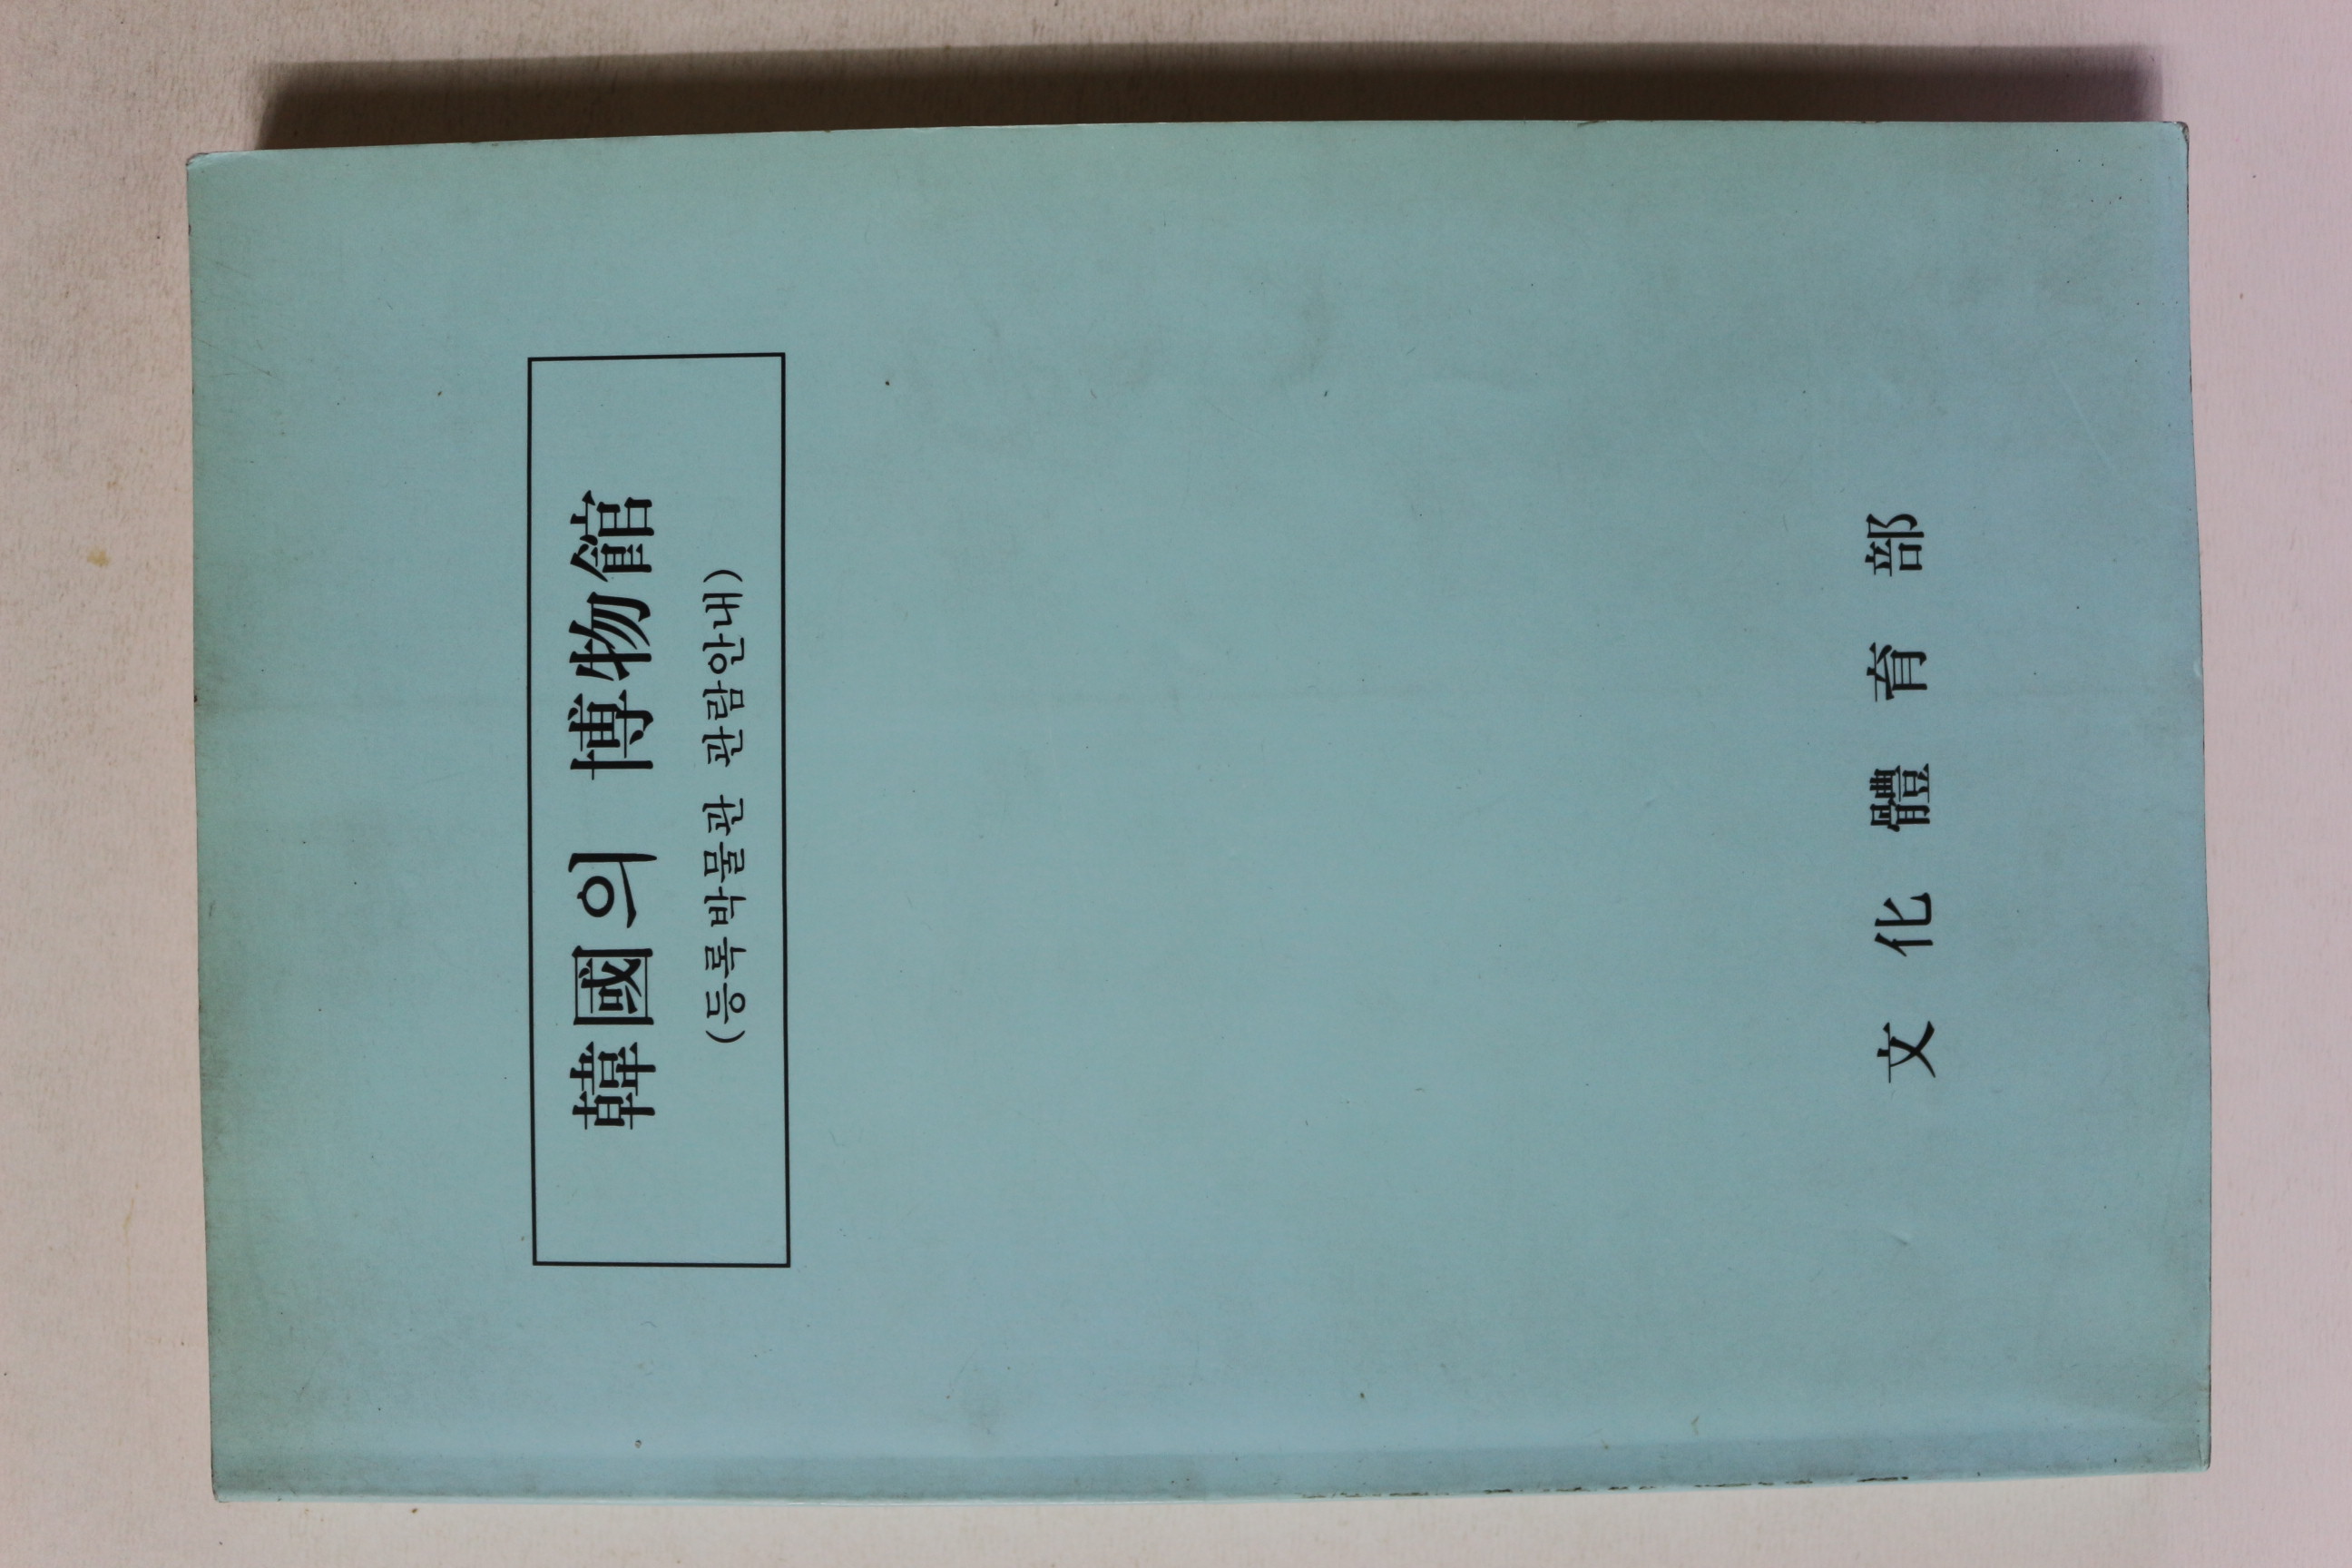 韓國의 博物館
(등록박물관 관람안내)
文化體育部